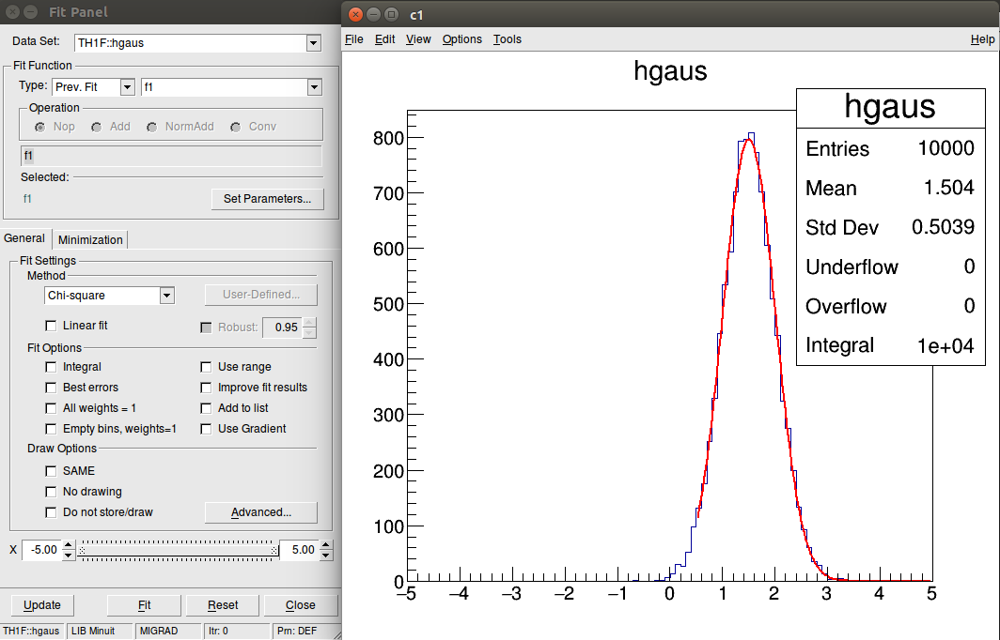 Fit Panel
Data Set: TH1F::hgaus
Fit Function
Type: Prev. Fit f1
Operation
Nop Add NormAdd Conv
f1
Selected:
f1 Set Parameters...
General Minimization
Fit Settings
Method
Chi-square User-Defined...
Linear fit Robust: 0.95
Fit Options
Integral Use range
Best errors Improve fit results
All weights = 1 Add to list
Empty bins, weights=1 Use Gradient
Draw Options
SAME
No drawing
Do not store/draw Advanced...
X -5.00 5.00
Update Fit Reset Close
TH1F::hgaus LIB Minuit MIGRAD Itr: 0 Prn: DEF
c1
File Edit View Options Tools Help
hgaus
hgaus
Entries 10000
Mean 1.504
Std Dev 0.5039
Underflow 0
Overflow 0
Integral 1e+04
800
700
600
500
400
300
200
100
0
−5 −4 −3 −2 −1 0 1 2 3 4 5